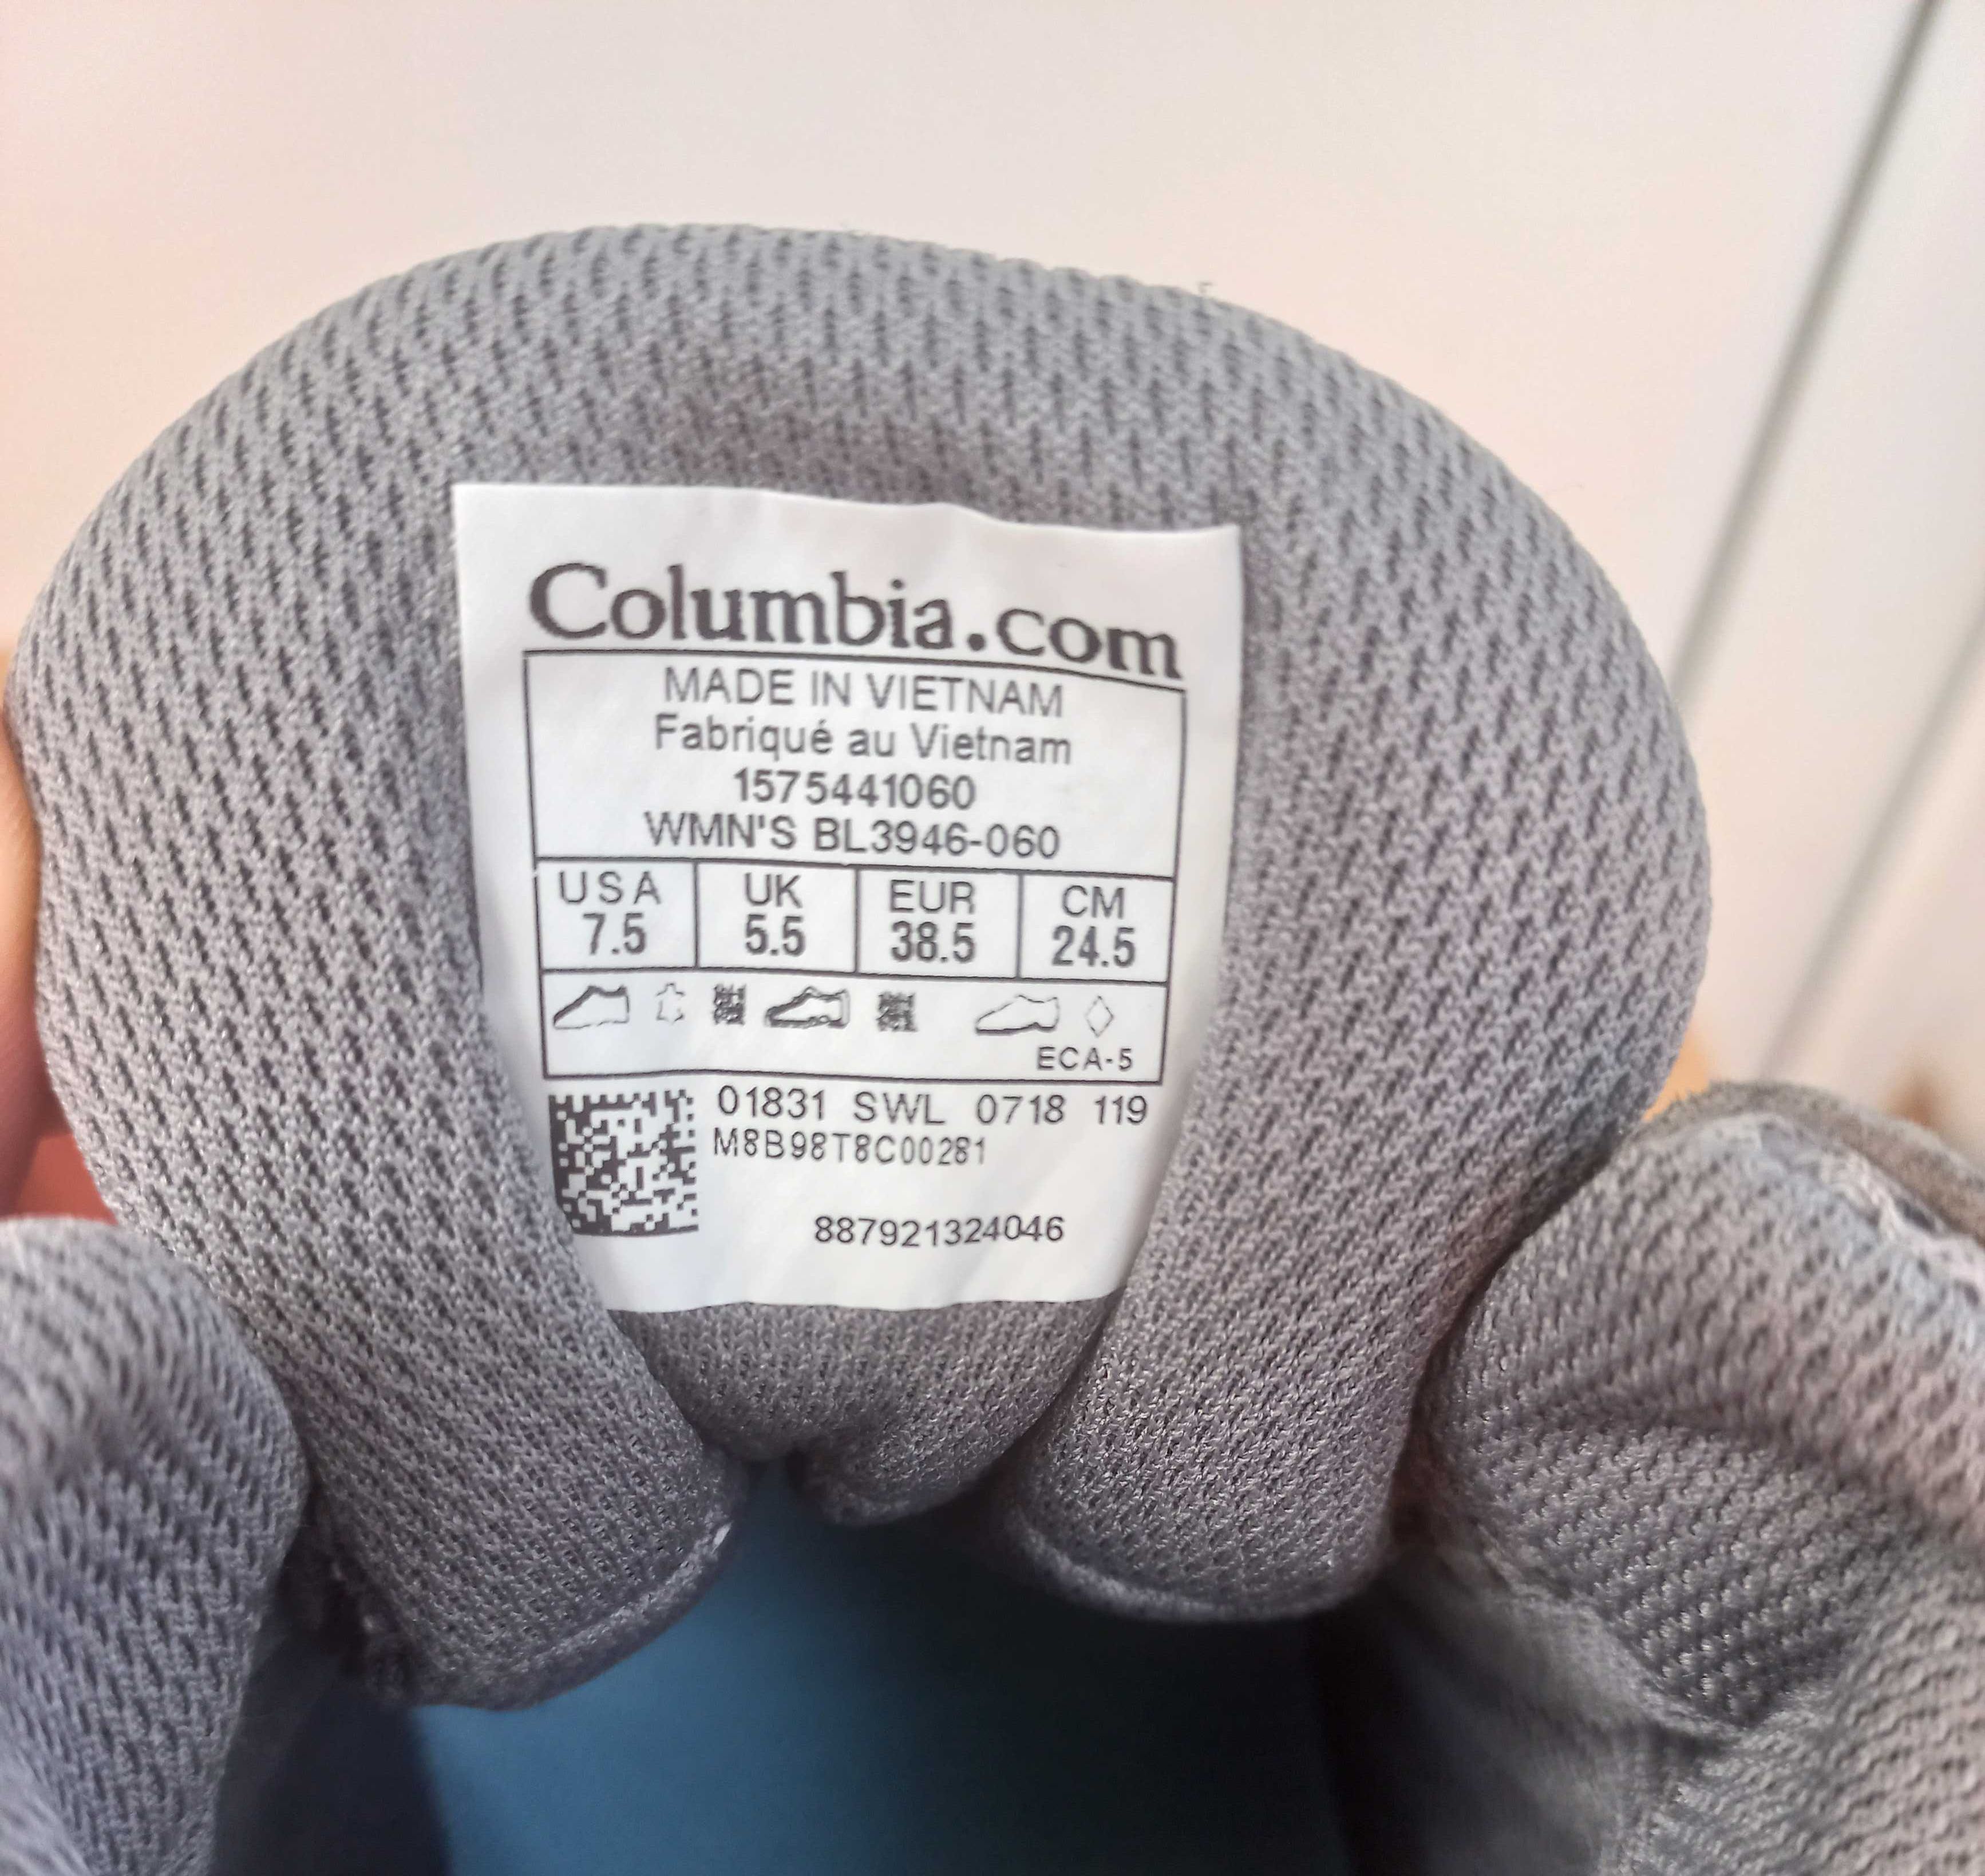 Columbia.com
MADE IN VIETNAM
Fabriqué au Vietnam
1575441060
WMN'S BL3946-060
USA UK EUR CM
7.5 5.5 38.5 24.5
ECA-5
01831 SWL 0718 119
M8B98T8C00281
887921324046